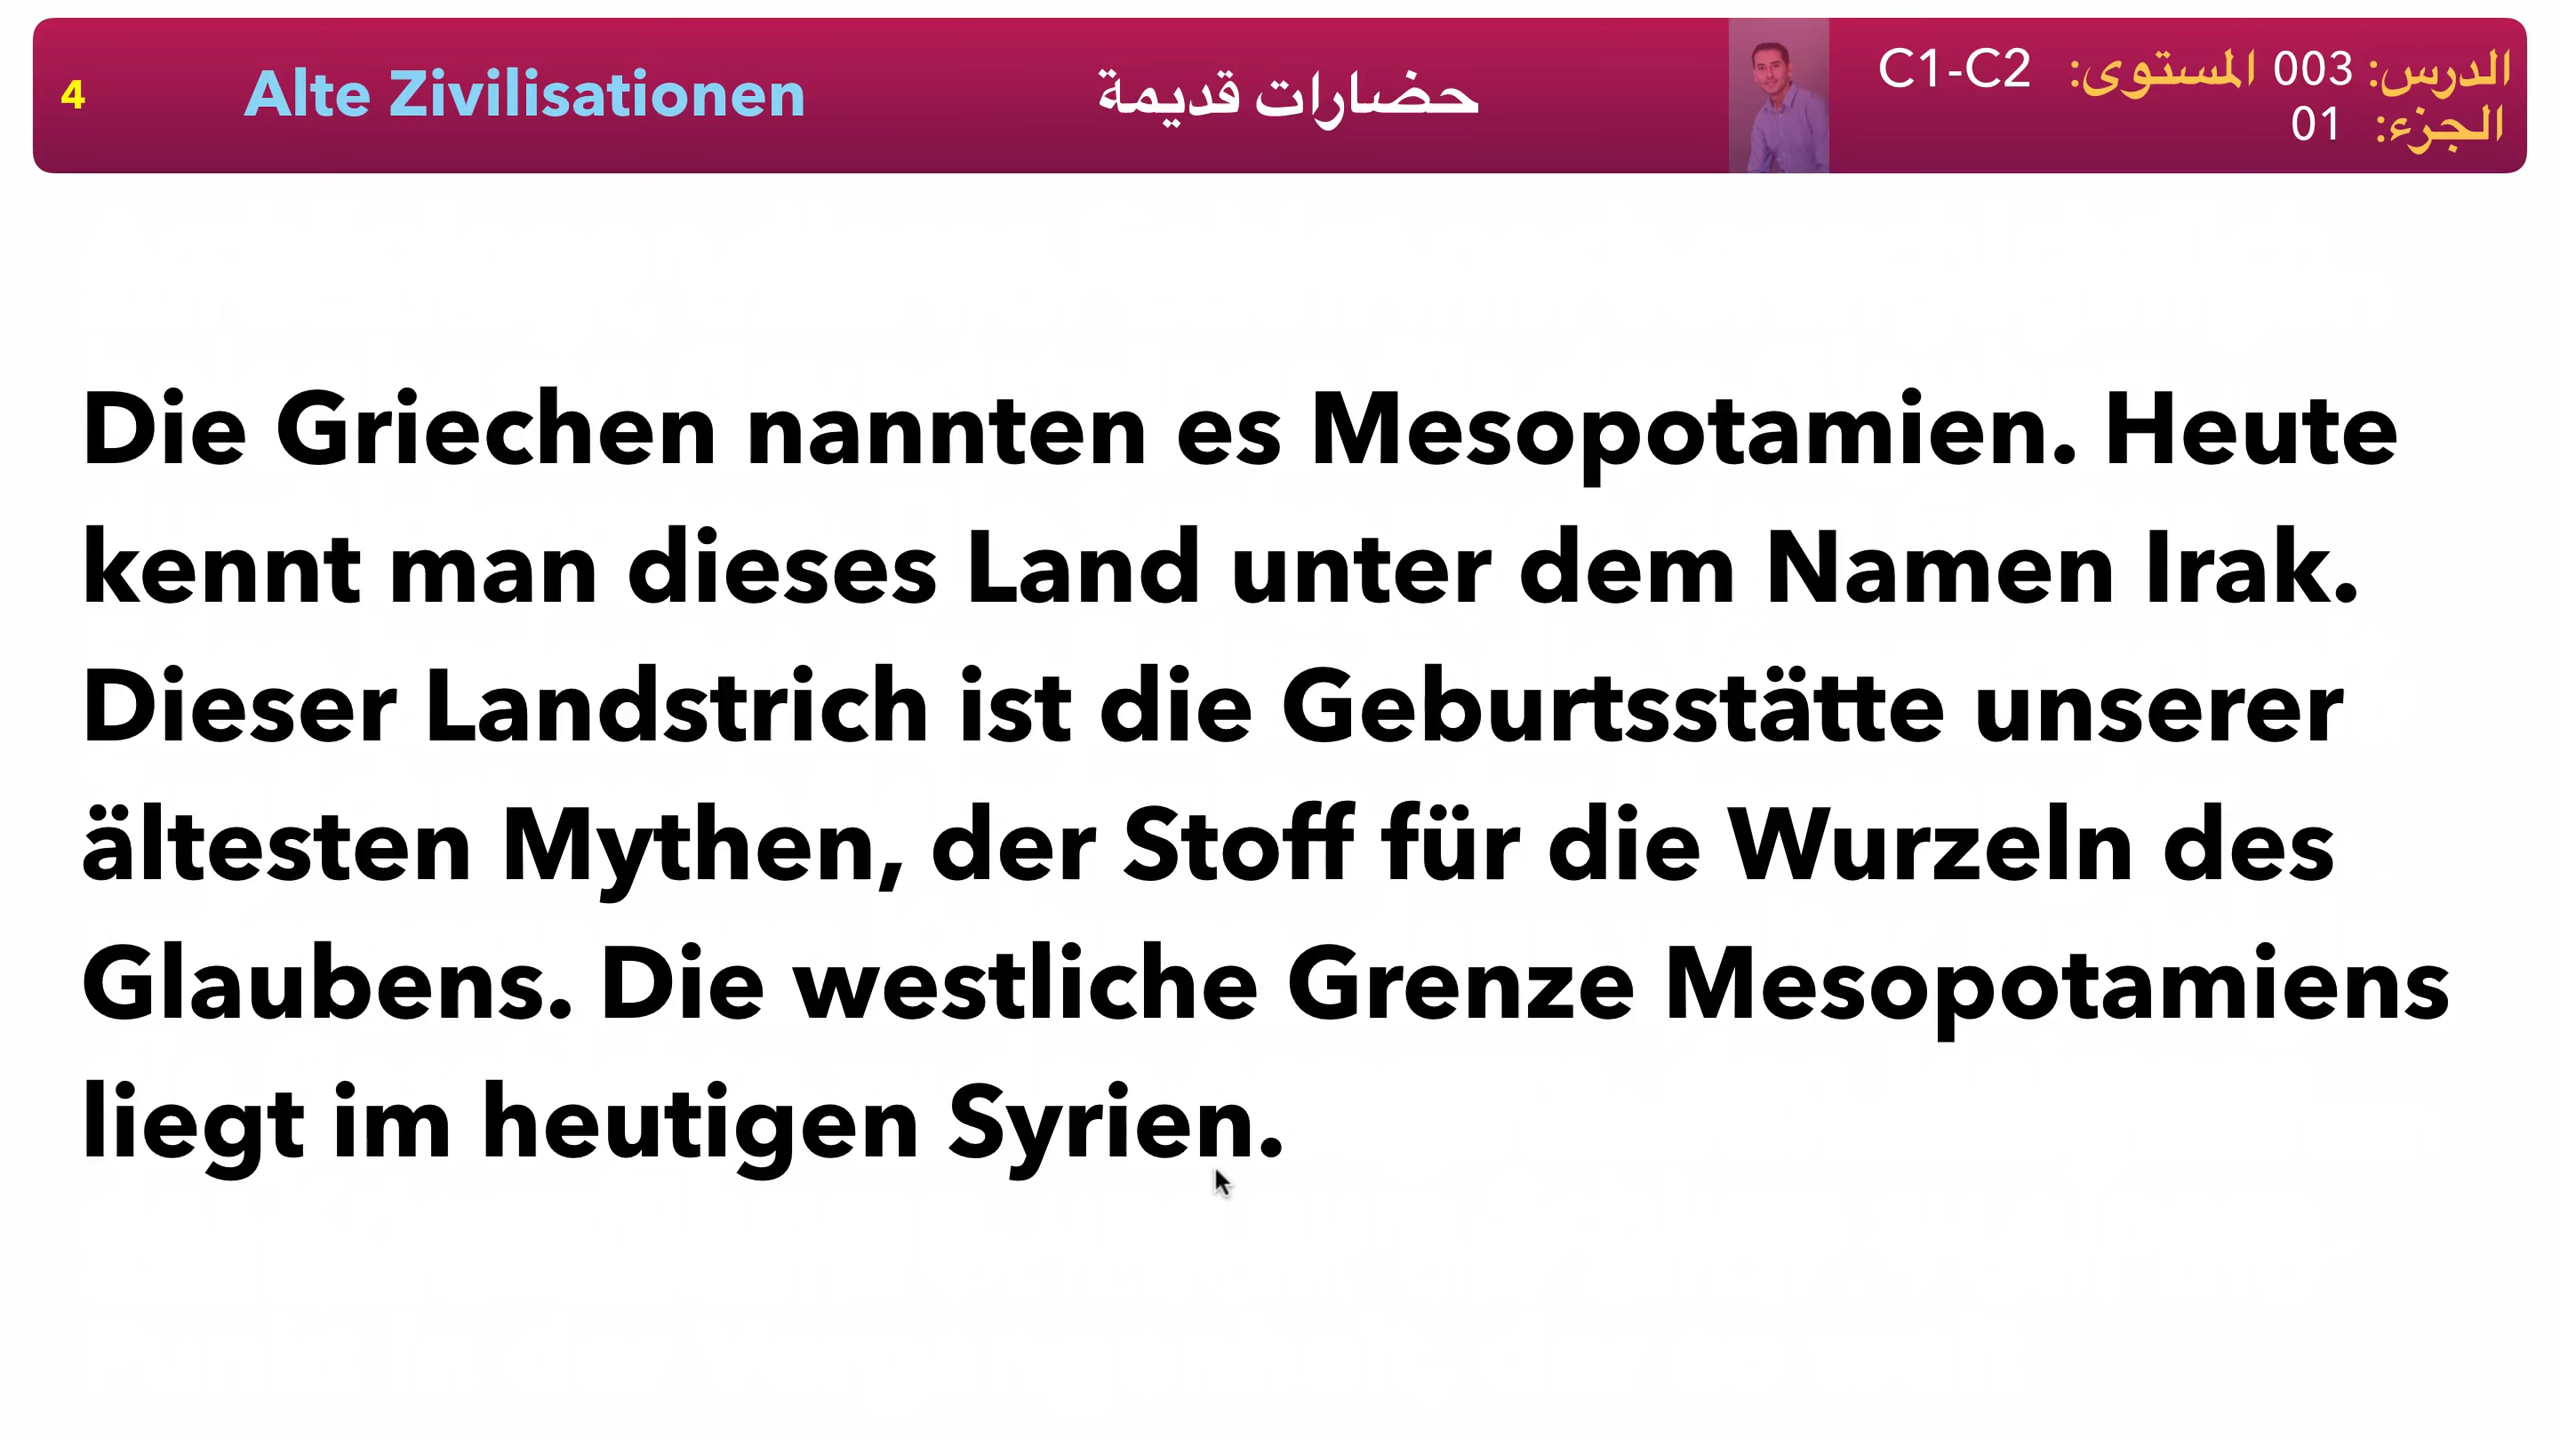 4
Alte Zivilisationen
حضارات قديمة
الدرس: 003 المستوى: C1-C2
الجزء: 01
Die Griechen nannten es Mesopotamien. Heute
kennt man dieses Land unter dem Namen Irak.
Dieser Landstrich ist die Geburtsstätte unserer
ältesten Mythen, der Stoff für die Wurzeln des
Glaubens. Die westliche Grenze Mesopotamiens
liegt im heutigen Syrien.